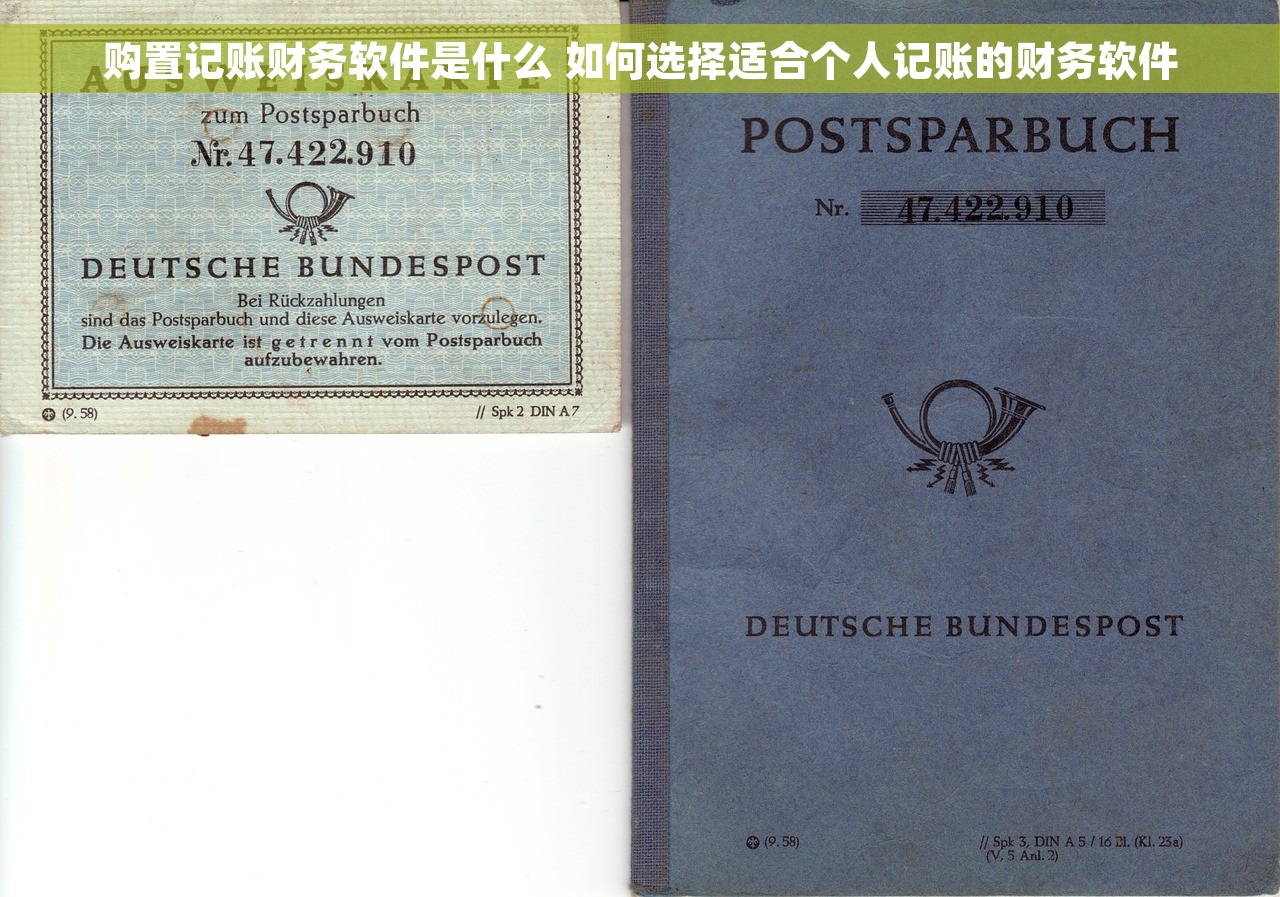 购置记账财务软件是什么 如何选择适合个人记账的财务软件
AUSWEISKARTE
zum Postsparbuch
Nr. 47.422.910
DEUTSCHE BUNDESPOST
Bei Rückzahlungen
sind das Postsparbuch und diese Ausweiskarte vorzulegen.
Die Ausweiskarte ist getrennt vom Postsparbuch
aufzubewahren.
(9. 58)
// Spk 2 DIN A 7
POSTSPARBUCH
Nr. 47.422.910
DEUTSCHE BUNDESPOST
(9. 58)
// Spk 3, DIN A 5 / 16 Bl. (Kl. 23a)
(V, 5 Anl. 2)